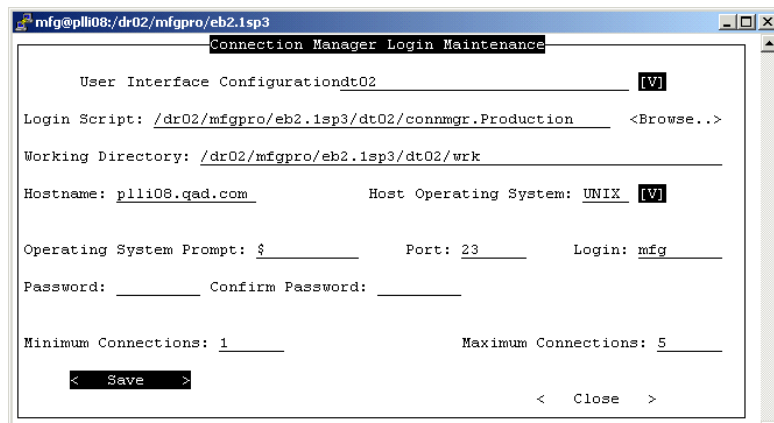 mfg@plli08:/dr02/mfgpro/eb2.1sp3
Connection Manager Login Maintenance
User Interface Configurationdt02 [V]
Login Script: /dr02/mfgpro/eb2.1sp3/dt02/connmgr.Production <Browse..>
Working Directory: /dr02/mfgpro/eb2.1sp3/dt02/wrk
Hostname: plli08.qad.com Host Operating System: UNIX [V]
Operating System Prompt: $ Port: 23 Login: mfg
Password: Confirm Password:
Minimum Connections: 1 Maximum Connections: 5
< Save >
< Close >